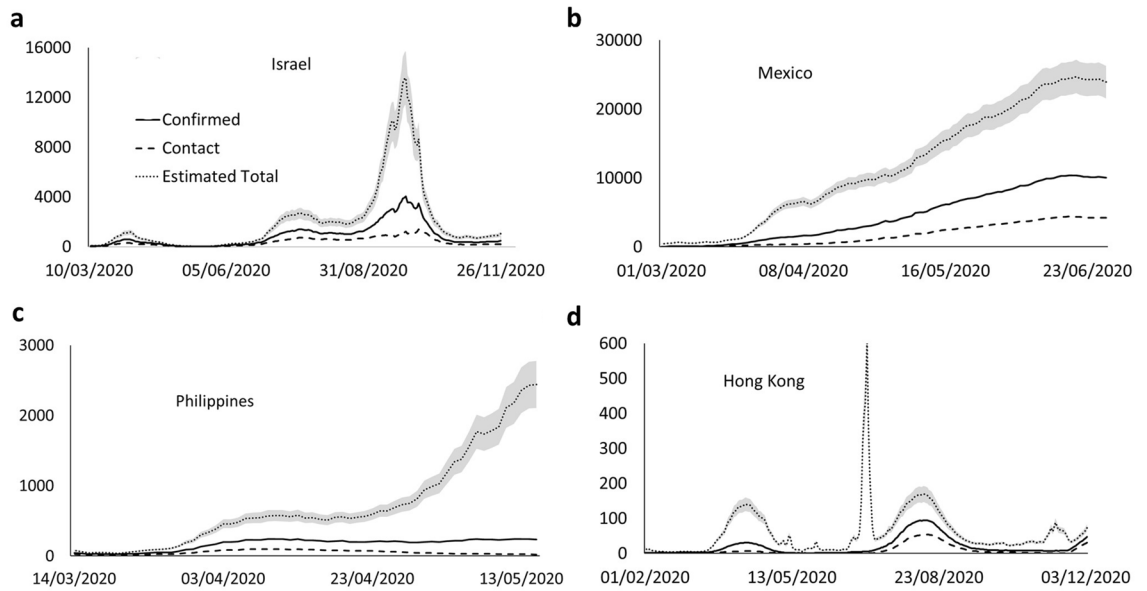 a
16000
12000
8000
4000
0
Israel
Confirmed
Contact
Estimated Total
10/03/2020 05/06/2020 31/08/2020 26/11/2020
b
30000
20000
10000
0
Mexico
01/03/2020 08/04/2020 16/05/2020 23/06/2020
c
3000
2000
1000
0
Philippines
14/03/2020 03/04/2020 23/04/2020 13/05/2020
d
600
500
400
300
200
100
0
Hong Kong
01/02/2020 13/05/2020 23/08/2020 03/12/2020